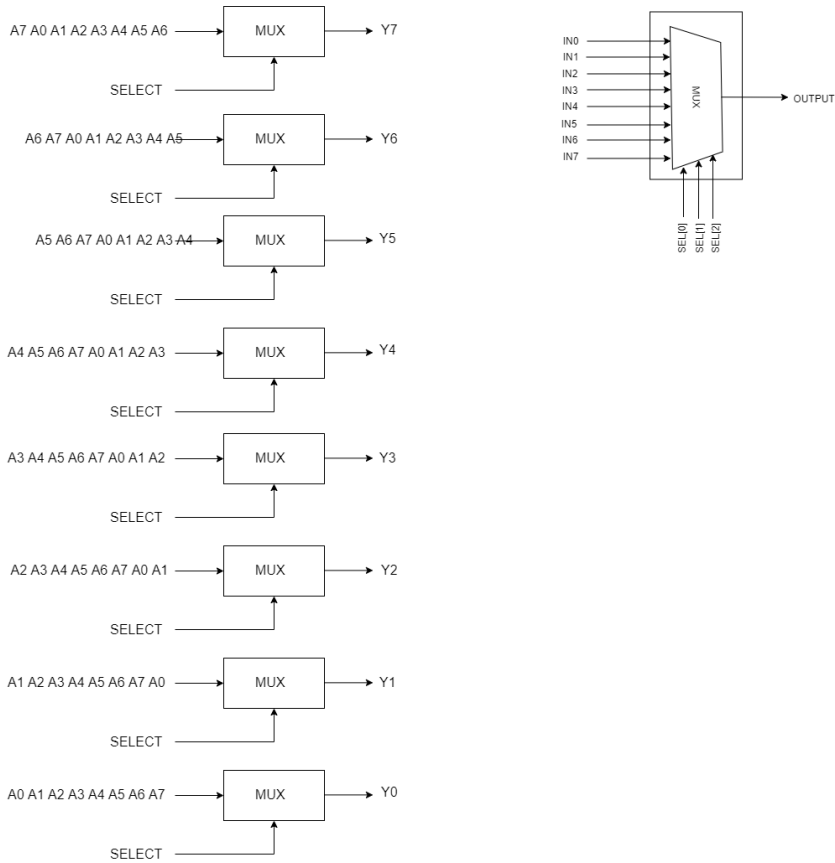 A7 A0 A1 A2 A3 A4 A5 A6 MUX Y7
SELECT
A6 A7 A0 A1 A2 A3 A4 A5 MUX Y6
SELECT
A5 A6 A7 A0 A1 A2 A3 A4 MUX Y5
SELECT
A4 A5 A6 A7 A0 A1 A2 A3 MUX Y4
SELECT
A3 A4 A5 A6 A7 A0 A1 A2 MUX Y3
SELECT
A2 A3 A4 A5 A6 A7 A0 A1 MUX Y2
SELECT
A1 A2 A3 A4 A5 A6 A7 A0 MUX Y1
SELECT
A0 A1 A2 A3 A4 A5 A6 A7 MUX Y0
SELECT
IN0
IN1
IN2
IN3
IN4
IN5
IN6
IN7
MUX
OUTPUT
SEL[0]
SEL[1]
SEL[2]